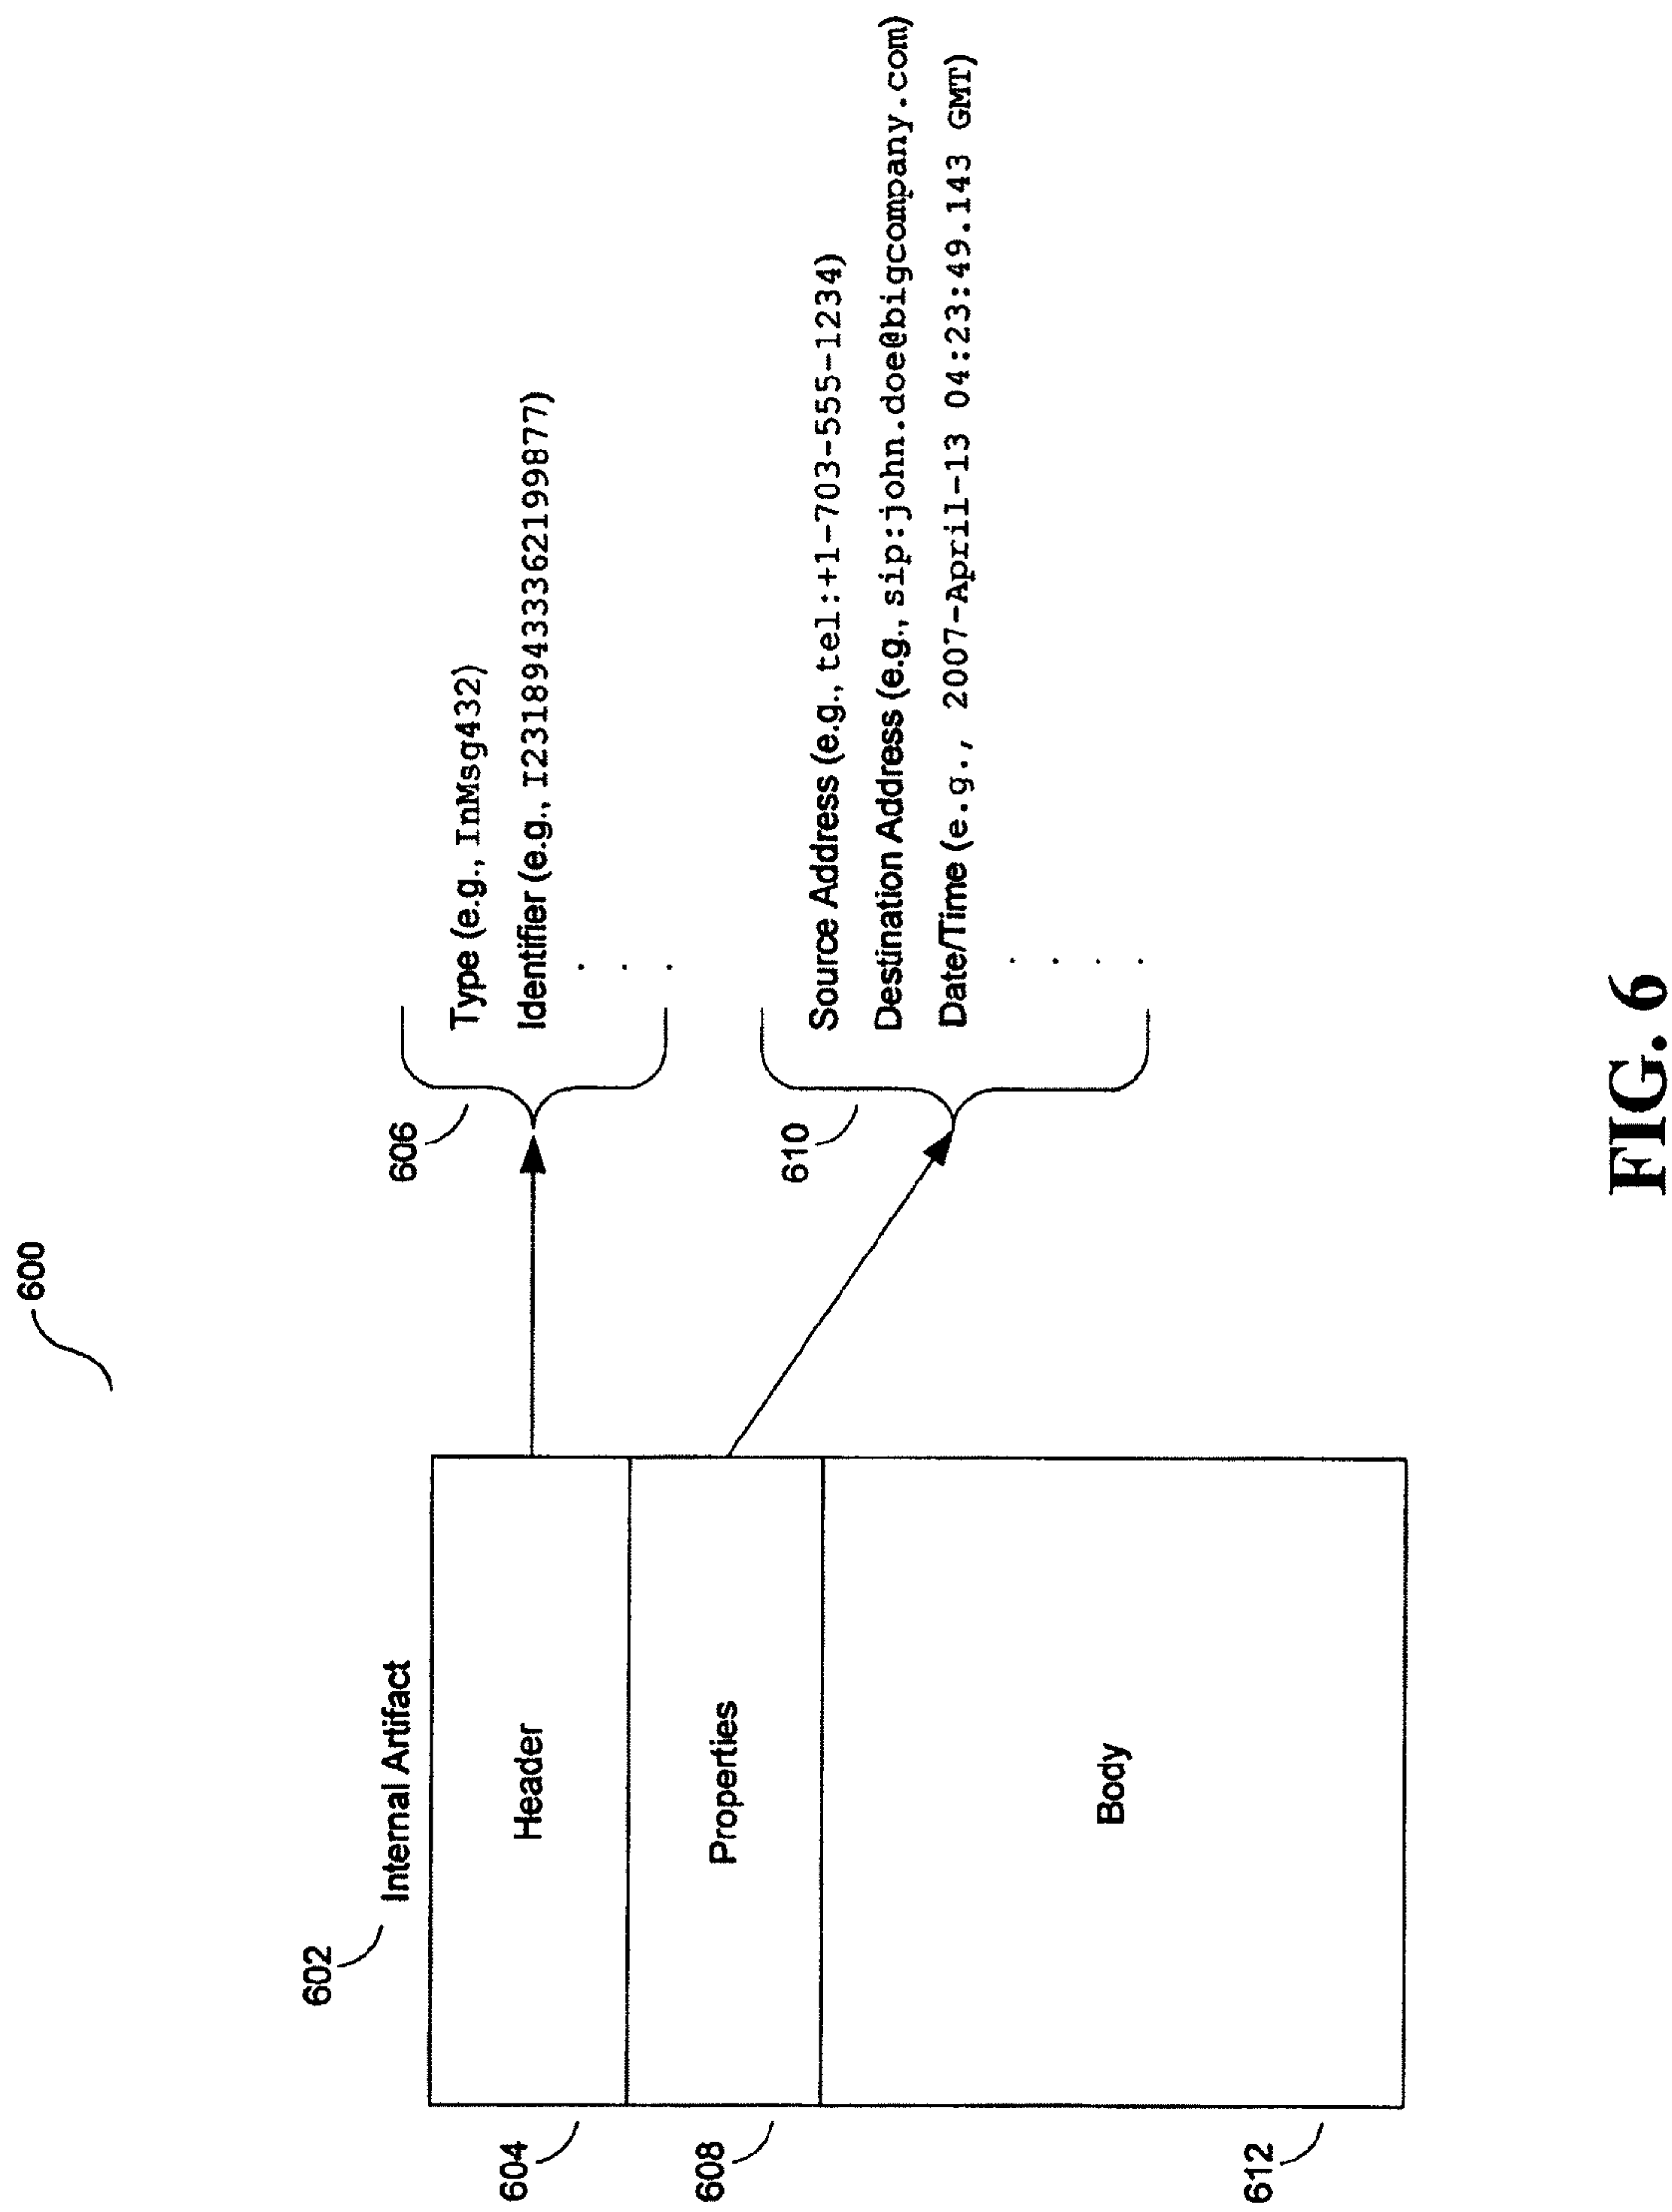 600
602
Internal Artifact
604
Header
606
Type (e.g., InMsg432)
Identifier (e.g., I23189433362199877)
608
Properties
610
Source Address (e.g., tel:+1-703-555-1234)
Destination Address (e.g., sip:john.doe@bigcompany.com)
Date/Time (e.g., 2007-April-13 04:23:49.143 GMT)
612
Body
FIG. 6